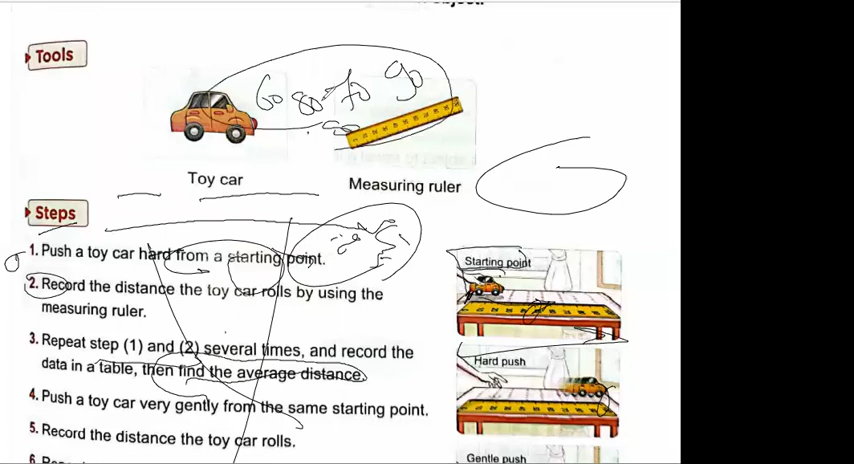 Tools
60 80 70 90
Toy car
Measuring ruler
Steps
1. Push a toy car hard from a starting point.
2. Record the distance the toy car rolls by using the
measuring ruler.
3. Repeat step (1) and (2) several times, and record the
data in a table, then find the average distance.
4. Push a toy car very gently from the same starting point.
5. Record the distance the toy car rolls.
6.
Starting point
Hard push
Gentle push